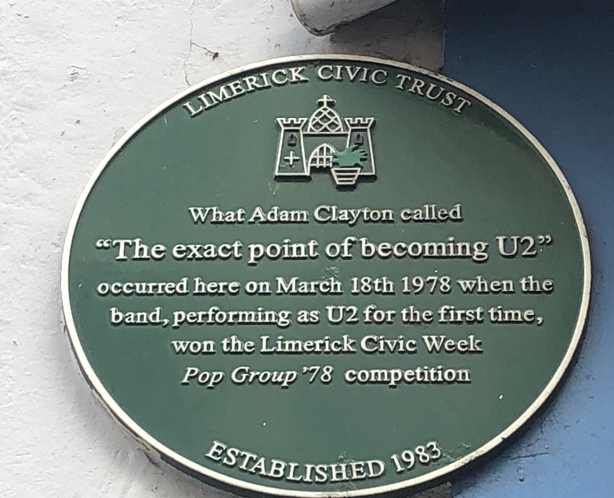 LIMERICK CIVIC TRUST
What Adam Clayton called
“The exact point of becoming U2”
occurred here on March 18th 1978 when the
band, performing as U2 for the first time,
won the Limerick Civic Week
Pop Group '78 competition
ESTABLISHED 1983